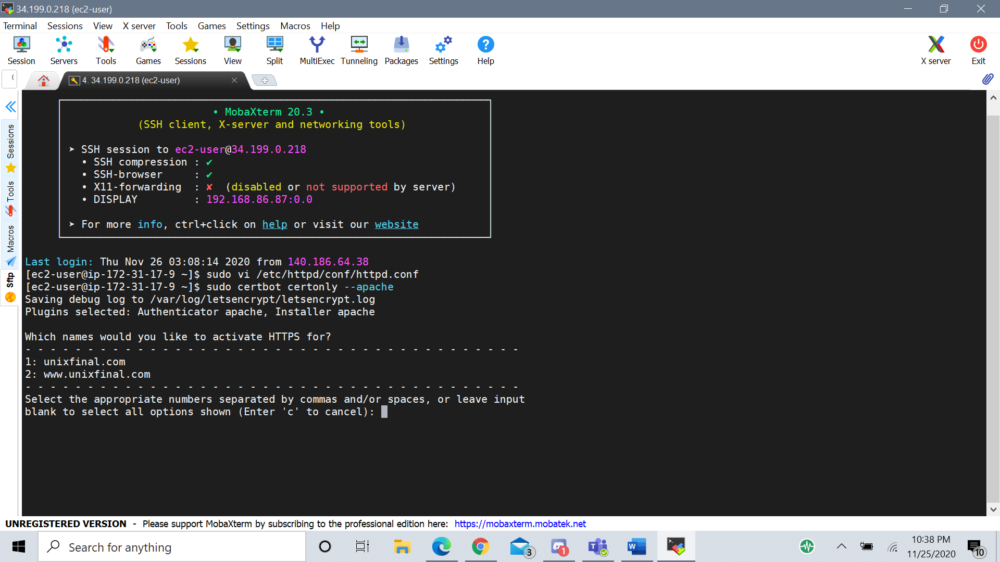 34.199.0.218 (ec2-user)
Terminal Sessions View X server Tools Games Settings Macros Help
Session Servers Tools Games Sessions View Split MultiExec Tunneling Packages Settings Help X server Exit
4. 34.199.0.218 (ec2-user)
Sessions
Tools
Macros
Sftp
• MobaXterm 20.3 •
(SSH client, X-server and networking tools)
➤ SSH session to ec2-user@34.199.0.218
• SSH compression : ✔
• SSH-browser : ✔
• X11-forwarding : ✘ (disabled or not supported by server)
• DISPLAY : 192.168.86.87:0.0
➤ For more info, ctrl+click on help or visit our website
Last login: Thu Nov 26 03:08:14 2020 from 140.186.64.38
[ec2-user@ip-172-31-17-9 ~]$ sudo vi /etc/httpd/conf/httpd.conf
[ec2-user@ip-172-31-17-9 ~]$ sudo certbot certonly --apache
Saving debug log to /var/log/letsencrypt/letsencrypt.log
Plugins selected: Authenticator apache, Installer apache
Which names would you like to activate HTTPS for?
- - - - - - - - - - - - - - - - - - - - - - - - - - - - - - - - - - - - - - - -
1: unixfinal.com
2: www.unixfinal.com
- - - - - - - - - - - - - - - - - - - - - - - - - - - - - - - - - - - - - - - -
Select the appropriate numbers separated by commas and/or spaces, or leave input
blank to select all options shown (Enter 'c' to cancel):
UNREGISTERED VERSION - Please support MobaXterm by subscribing to the professional edition here: https://mobaxterm.mobatek.net
Search for anything
3
1
10:38 PM
11/25/2020
10